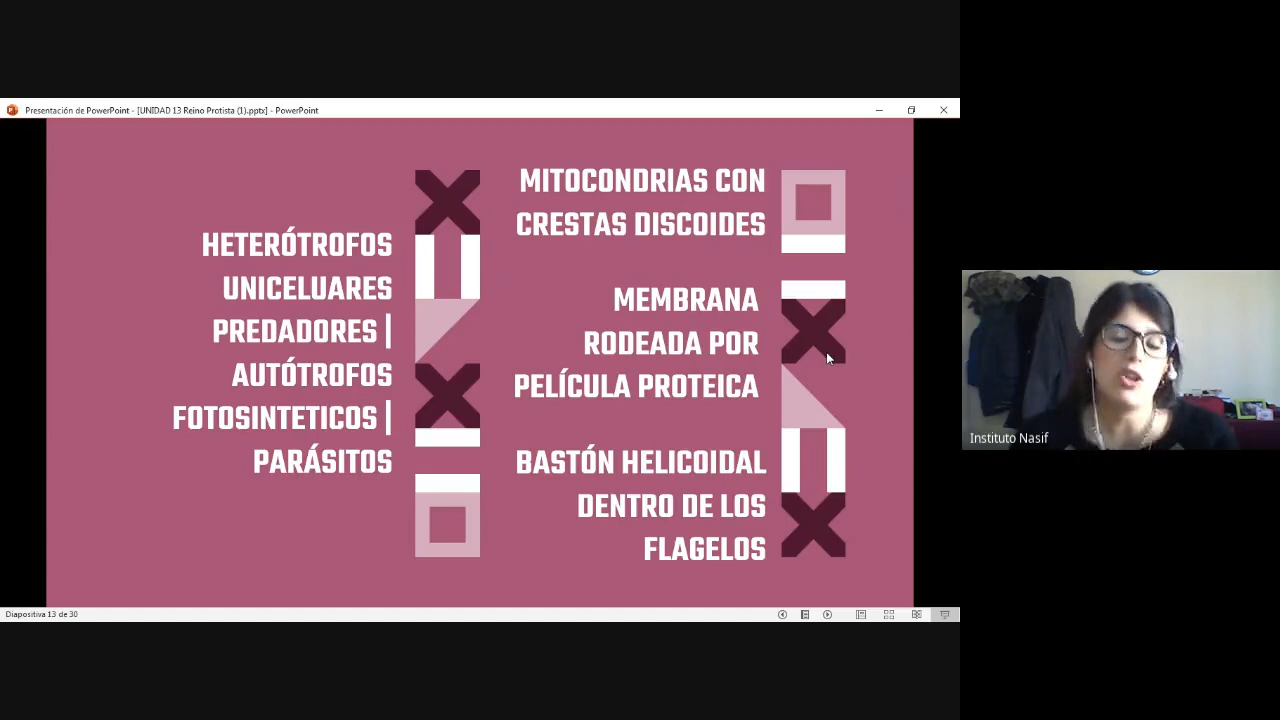 Presentación de PowerPoint - [UNIDAD 13 Reino Protista (1).pptx] - PowerPoint
HETERÓTROFOS
UNICELUARES
PREDADORES |
AUTÓTROFOS
FOTOSINTETICOS |
PARÁSITOS
MITOCONDRIAS CON
CRESTAS DISCOIDES
MEMBRANA
RODEADA POR
PELÍCULA PROTEICA
BASTÓN HELICOIDAL
DENTRO DE LOS
FLAGELOS
Instituto Nasif
Diapositiva 13 de 30